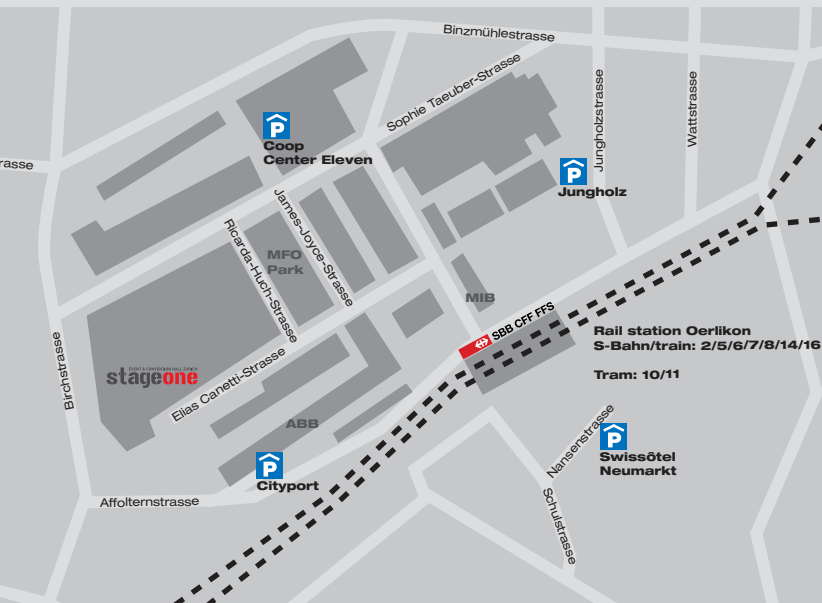 Binzmühlestrasse
Sophie Taeuber-Strasse
Jungholzstrasse
Wattstrasse
P
Coop
Center Eleven
rasse
P
Jungholz
James-Joyce-Strasse
Ricarda-Huch-Strasse
MFO
Park
MIB
SBB CFF FFS
Rail station Oerlikon
S-Bahn/train: 2/5/6/7/8/14/16
Tram: 10/11
Birchstrasse
stageone
Elias Canetti-Strasse
ABB
Nansenstrasse
P
Swissôtel
Neumarkt
P
Cityport
Affolternstrasse
Schulstrasse